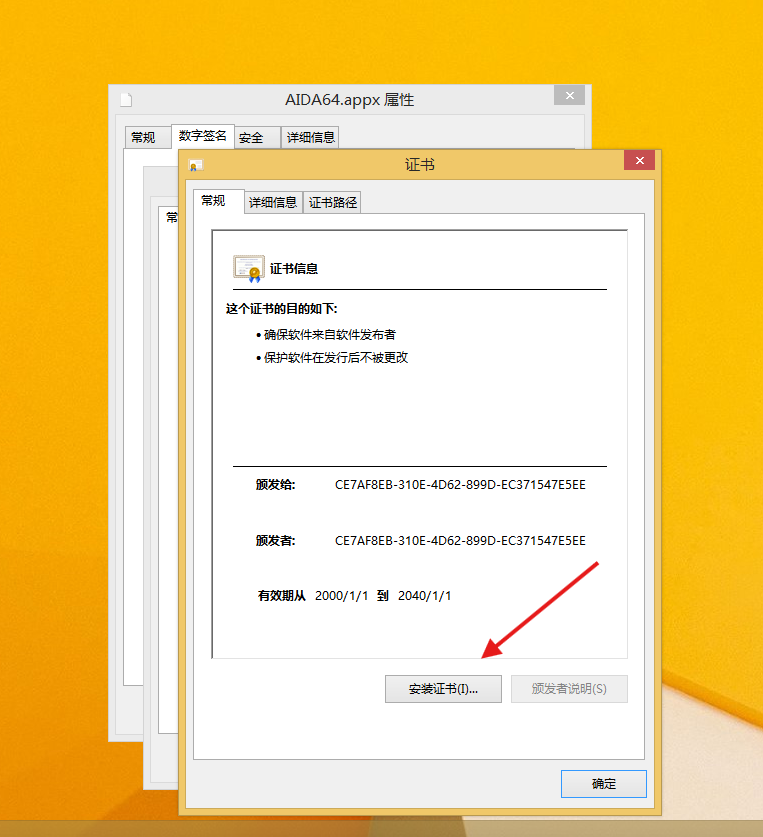 AIDA64.appx 属性
常规 数字签名 安全 详细信息
证书
常
常规 详细信息 证书路径
证书信息
这个证书的目的如下:
• 确保软件来自软件发布者
• 保护软件在发行后不被更改
颁发给: CE7AF8EB-310E-4D62-899D-EC371547E5EE
颁发者: CE7AF8EB-310E-4D62-899D-EC371547E5EE
有效期从 2000/1/1 到 2040/1/1
安装证书(I)... 颁发者说明(S)
确定